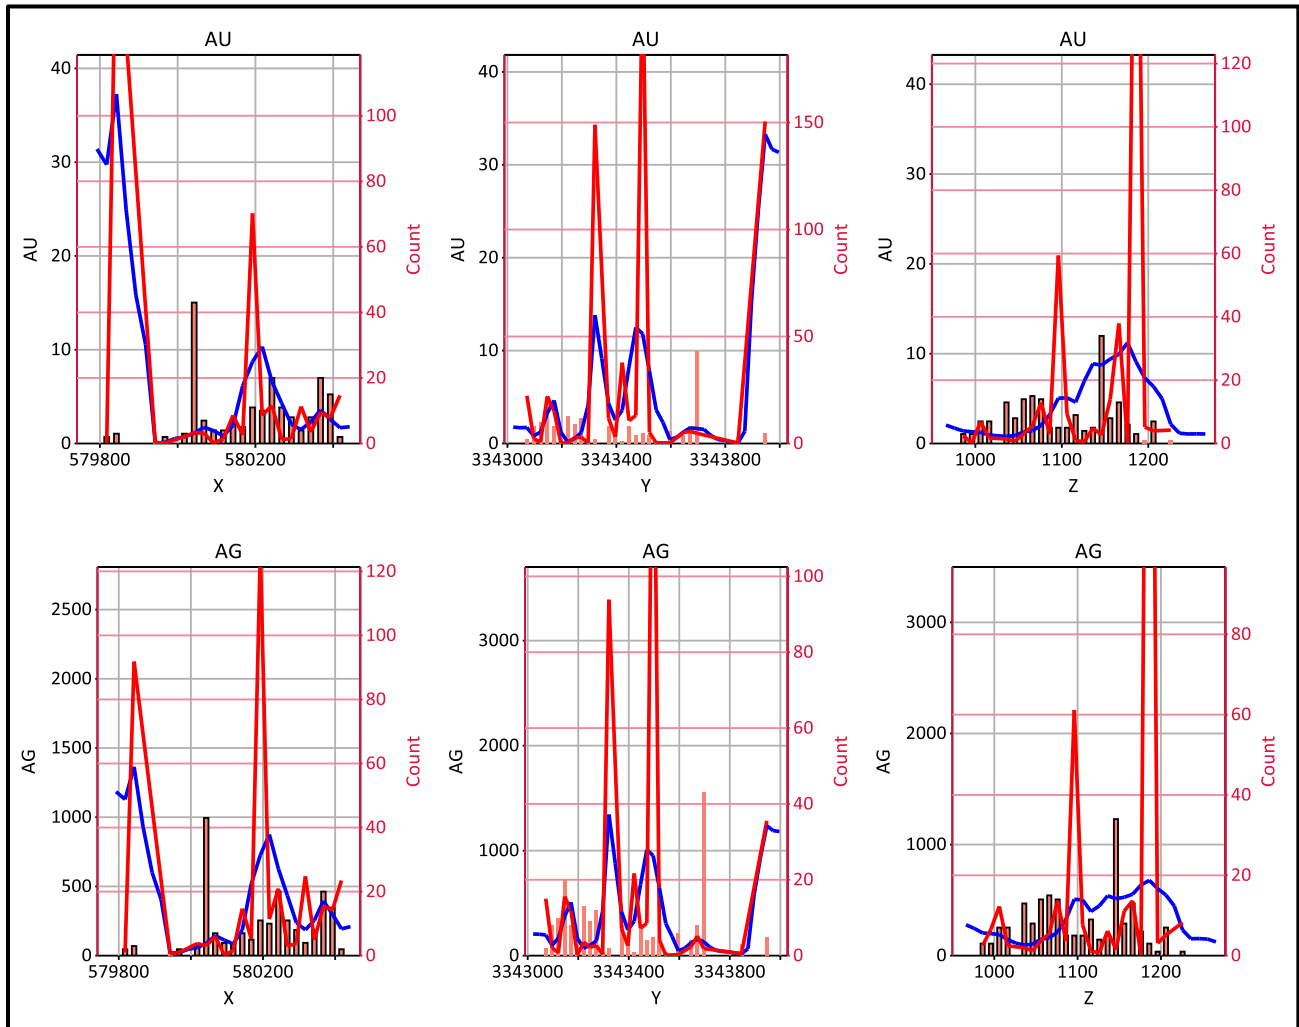 AU AU AU
40 30 20 10 0
100 80 60 40 20 0
AU Count
579800 580200
X
40 30 20 10 0
150 100 50 0
AU Count
3343000 3343400 3343800
Y
40 30 20 10 0
120 100 80 60 40 20 0
AU Count
1000 1100 1200
Z
AG AG AG
2500 2000 1500 1000 500 0
120 100 80 60 40 20 0
AG Count
579800 580200
X
3000 2000 1000 0
100 80 60 40 20 0
AG Count
3343000 3343400 3343800
Y
3000 2000 1000 0
80 60 40 20 0
AG Count
1000 1100 1200
Z